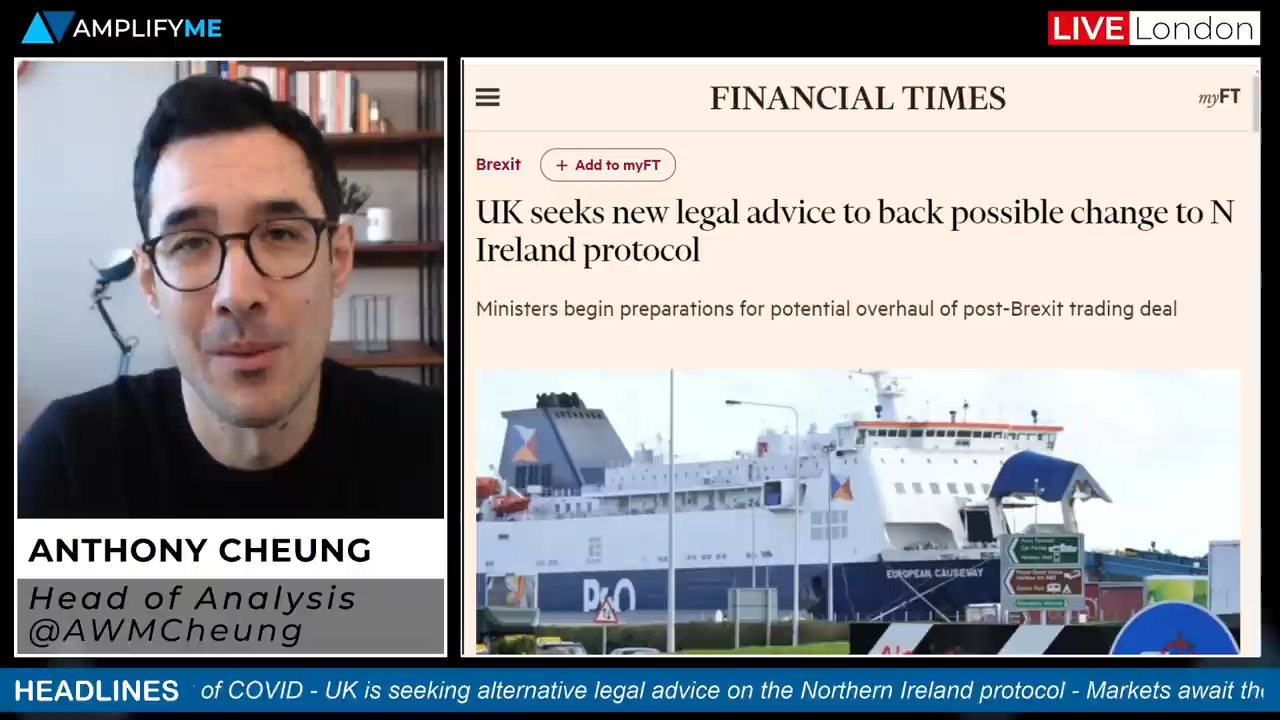 AMPLIFYME
LIVE London
FINANCIAL TIMES
myFT
Brexit
+ Add to myFT
UK seeks new legal advice to back possible change to N
Ireland protocol
Ministers begin preparations for potential overhaul of post-Brexit trading deal
EUROPEAN CAUSEWAY
P&O
ANTHONY CHEUNG
Head of Analysis
@AWMCheung
HEADLINES
of COVID - UK is seeking alternative legal advice on the Northern Ireland protocol - Markets await the